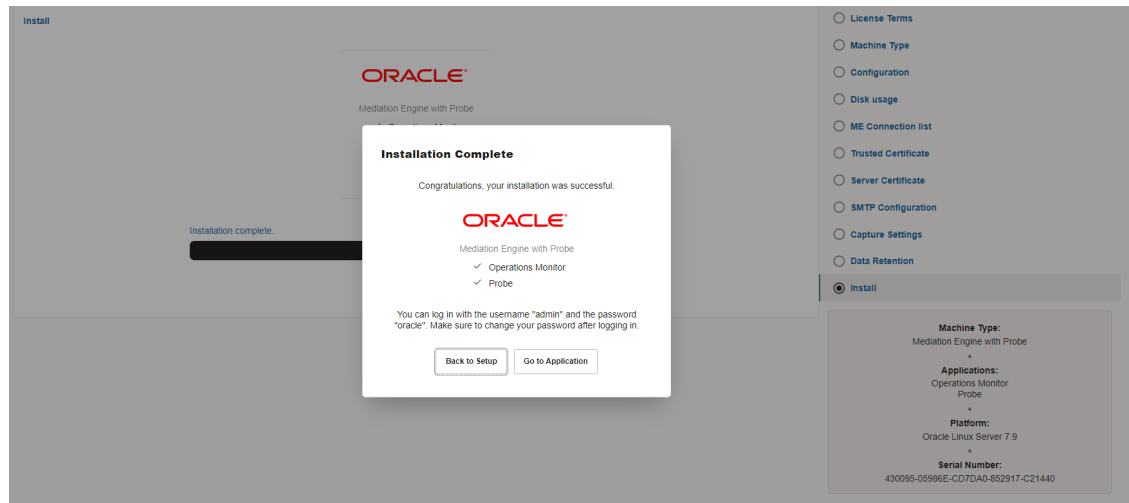 Install
ORACLE
Mediation Engine with Probe
Installation complete.
Installation Complete
Congratulations, your installation was successful.
ORACLE
Mediation Engine with Probe
✓ Operations Monitor
✓ Probe
You can log in with the username "admin" and the password
"oracle". Make sure to change your password after logging in.
Back to Setup
Go to Application
License Terms
Machine Type
Configuration
Disk usage
ME Connection list
Trusted Certificate
Server Certificate
SMTP Configuration
Capture Settings
Data Retention
Install
Machine Type:
Mediation Engine with Probe
*
Applications:
Operations Monitor
Probe
*
Platform:
Oracle Linux Server 7.9
*
Serial Number:
430095-05986E-CD7DA0-852917-C21440